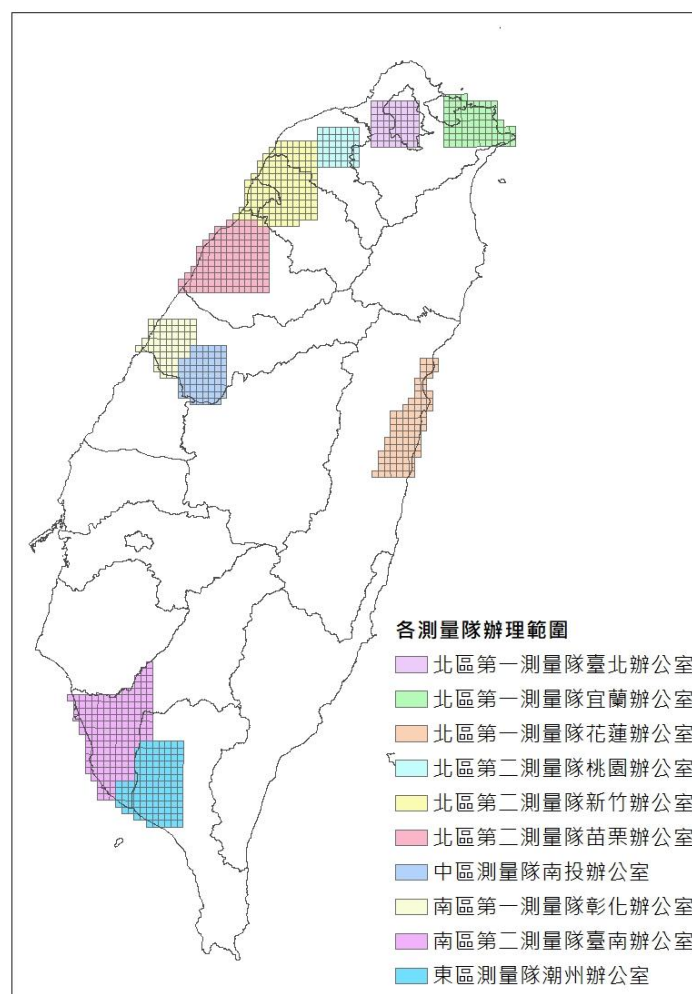 各測量隊辦理範圍
北區第一測量隊臺北辦公室
北區第一測量隊宜蘭辦公室
北區第一測量隊花蓮辦公室
北區第二測量隊桃園辦公室
北區第二測量隊新竹辦公室
北區第二測量隊苗栗辦公室
中區測量隊南投辦公室
南區第一測量隊彰化辦公室
南區第二測量隊臺南辦公室
東區測量隊潮州辦公室